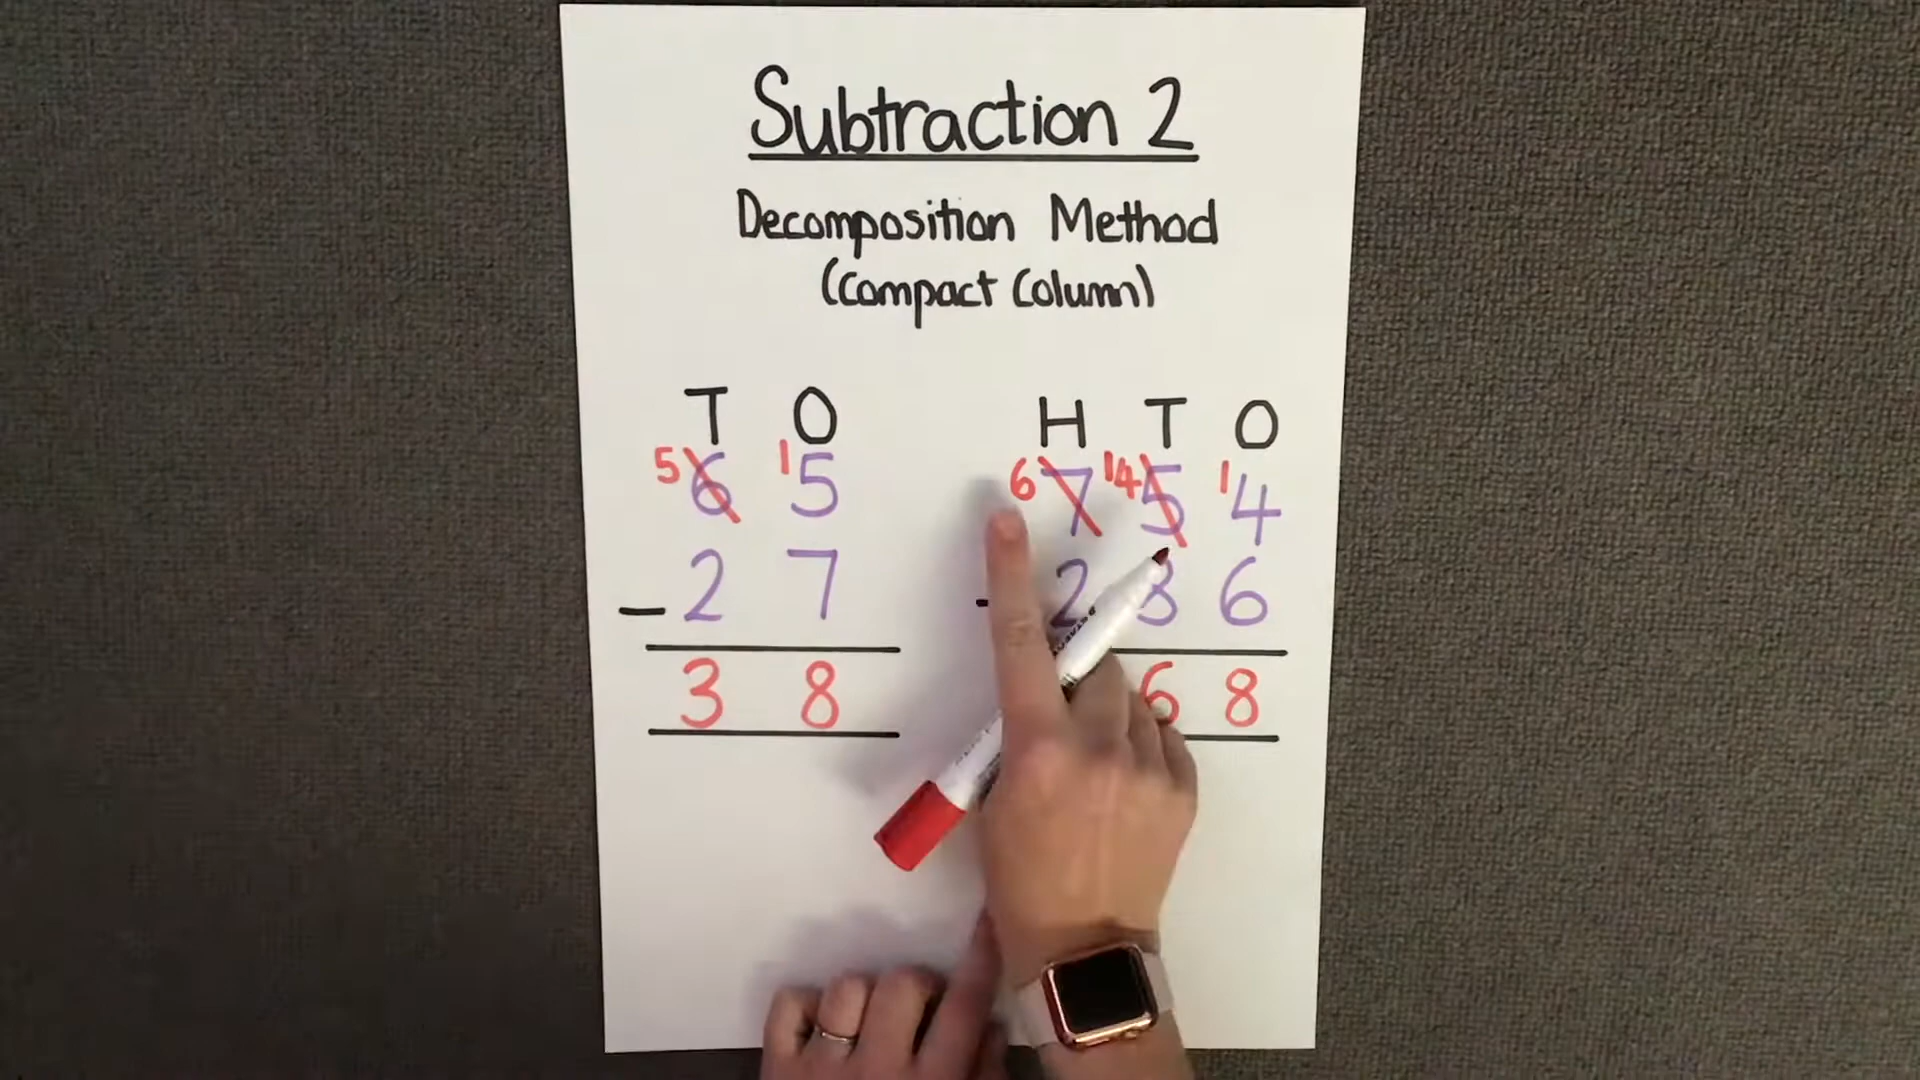 Subtraction 2
Decomposition Method
(Compact Column)
T O
5 6 1 5
- 2 7
3 8
H T O
6 7 14 5 1 4
- 2 8 6
6 8